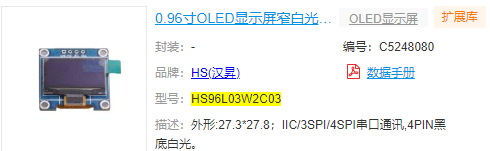 0.96寸OLED显示屏窄白光... OLED显示屏 扩展库
封装: - 编号: C5248080
品牌: HS(汉昇) 数据手册
型号: HS96L03W2C03
描述: 外形:27.3*27.8；IIC/3SPI/4SPI串口通讯,4PIN黑
底白光。